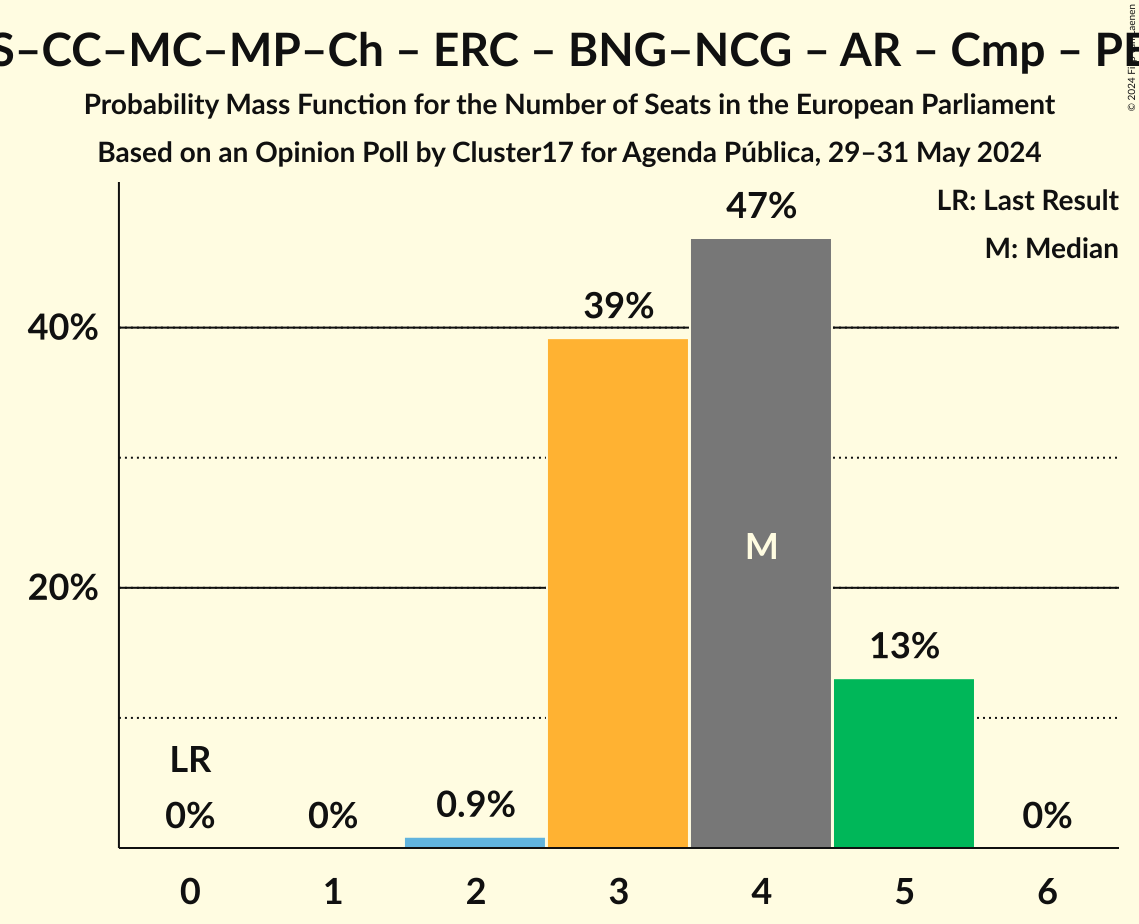 S–CC–MC–MP–Ch – ERC – BNG–NCG – AR – Cmp –
Probability Mass Function for the Number of Seats in the European Parliament
Based on an Opinion Poll by Cluster17 for Agenda Pública, 29–31 May 2024
© 2024
LR: Last Result
M: Median
47%
39%
40%
M
20%
13%
LR
0.9%
0% 0% 0%
0 1 2 3 4 5 6